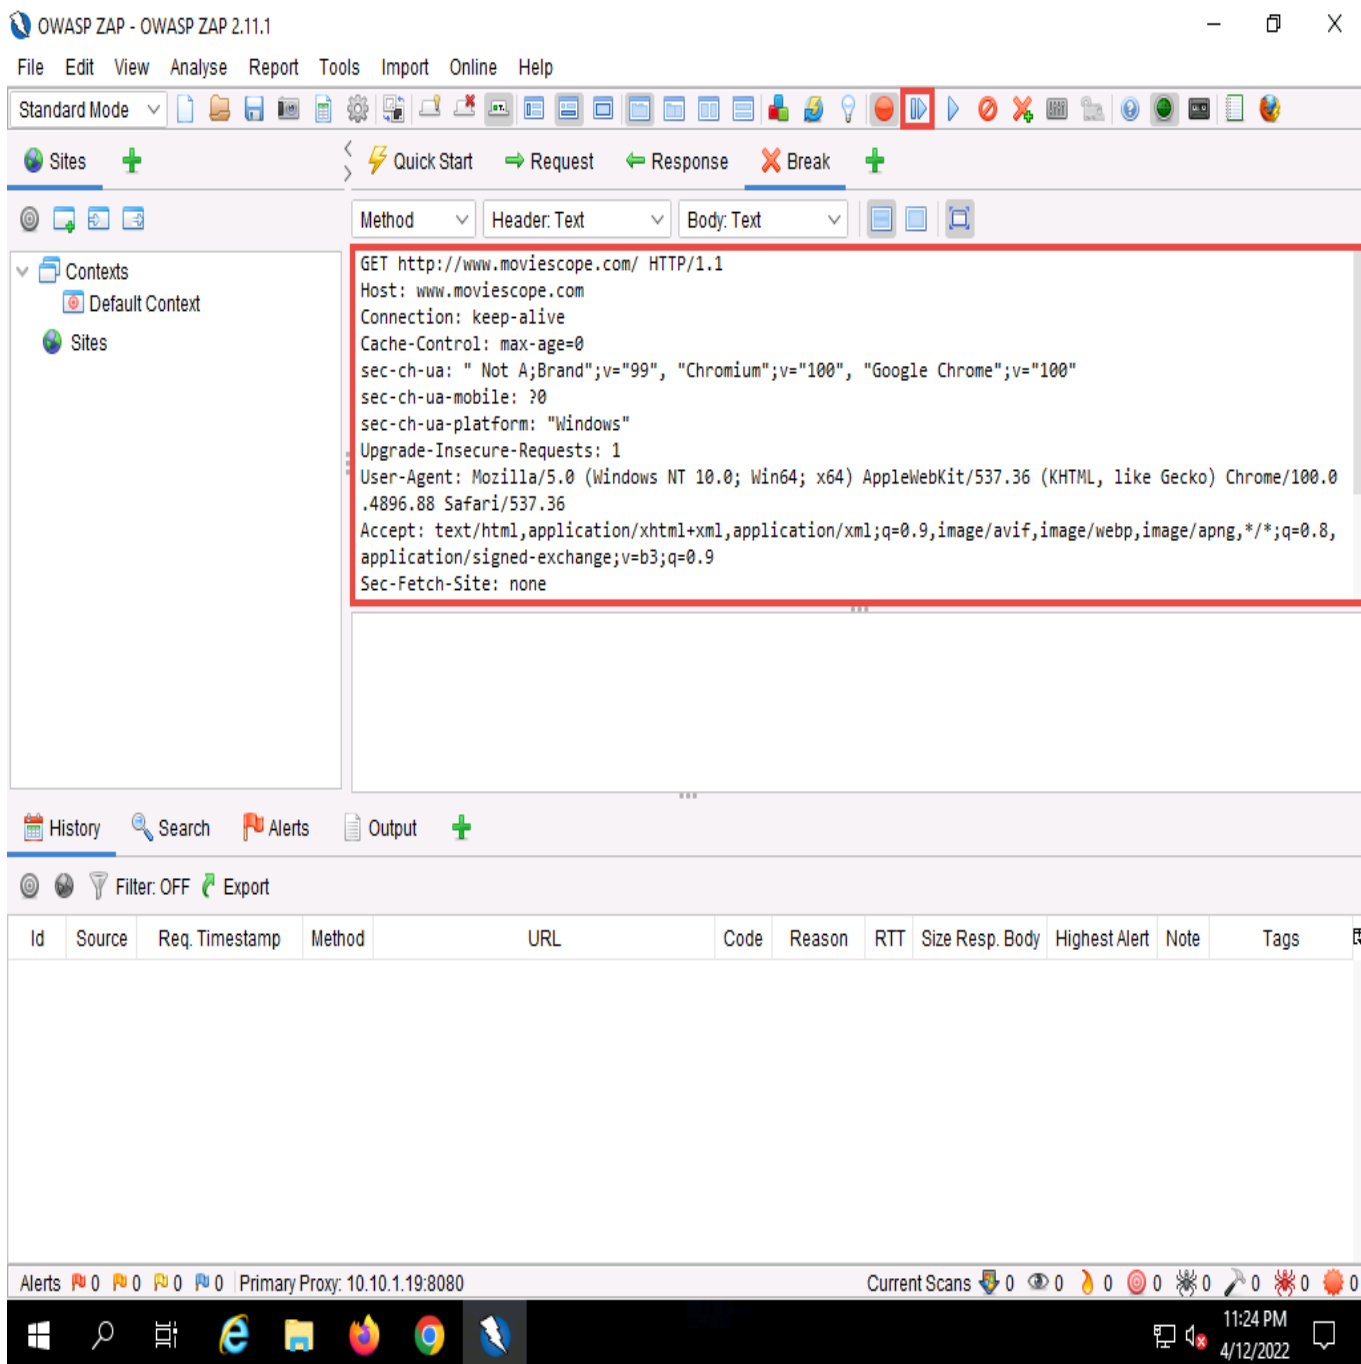 OWASP ZAP - OWASP ZAP 2.11.1
File Edit View Analyse Report Tools Import Online Help
Standard Mode
Sites
Quick Start Request Response Break
Method Header: Text Body: Text
Contexts
Default Context
Sites
GET http://www.moviescope.com/ HTTP/1.1
Host: www.moviescope.com
Connection: keep-alive
Cache-Control: max-age=0
sec-ch-ua: " Not A;Brand";v="99", "Chromium";v="100", "Google Chrome";v="100"
sec-ch-ua-mobile: ?0
sec-ch-ua-platform: "Windows"
Upgrade-Insecure-Requests: 1
User-Agent: Mozilla/5.0 (Windows NT 10.0; Win64; x64) AppleWebKit/537.36 (KHTML, like Gecko) Chrome/100.0
.4896.88 Safari/537.36
Accept: text/html,application/xhtml+xml,application/xml;q=0.9,image/avif,image/webp,image/apng,*/*;q=0.8,
application/signed-exchange;v=b3;q=0.9
Sec-Fetch-Site: none
History Search Alerts Output
Filter: OFF Export
Id Source Req. Timestamp Method URL Code Reason RTT Size Resp. Body Highest Alert Note Tags
Alerts 0 0 0 0 Primary Proxy: 10.10.1.19:8080 Current Scans 0 0 0 0 0 0 0 0
11:24 PM
4/12/2022